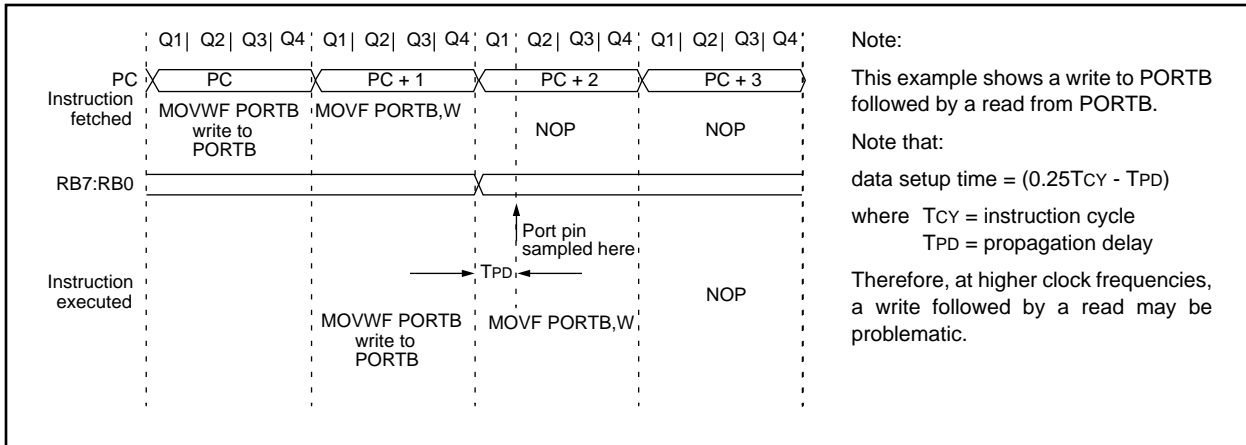 Q1| Q2| Q3| Q4 Q1| Q2| Q3| Q4 Q1| Q2| Q3| Q4 Q1| Q2| Q3| Q4
PC PC PC + 1 PC + 2 PC + 3
Instruction
fetched
MOVWF PORTB
write to
PORTB
MOVF PORTB,W
NOP
NOP
RB7:RB0
Port pin
sampled here
TPD
Instruction
executed
MOVWF PORTB
write to
PORTB
MOVF PORTB,W
NOP
Note:
This example shows a write to PORTB
followed by a read from PORTB.
Note that:
data setup time = (0.25TCY - TPD)
where TCY = instruction cycle
TPD = propagation delay
Therefore, at higher clock frequencies,
a write followed by a read may be
problematic.